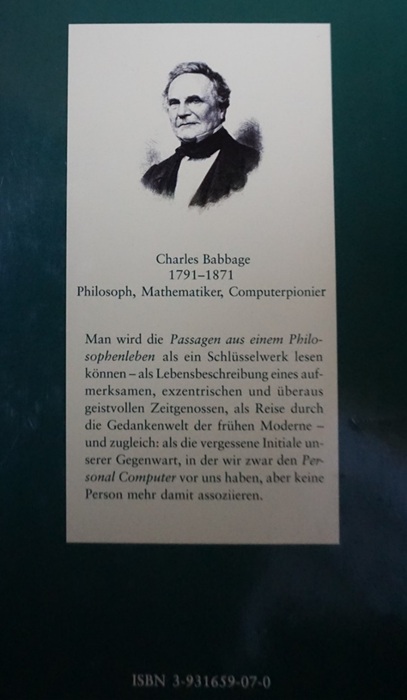 Charles Babbage
1791–1871
Philosoph, Mathematiker, Computerpionier
Man wird die Passagen aus einem Philo-
sophenleben als ein Schlüsselwerk lesen
können – als Lebensbeschreibung eines auf-
merksamen, exzentrischen und überaus
geistvollen Zeitgenossen, als Reise durch
die Gedankenwelt der frühen Moderne –
und zugleich: als die vergessene Initiale un-
serer Gegenwart, in der wir zwar den Per-
sonal Computer vor uns haben, aber keine
Person mehr damit assoziieren.
ISBN 3-931659-07-0